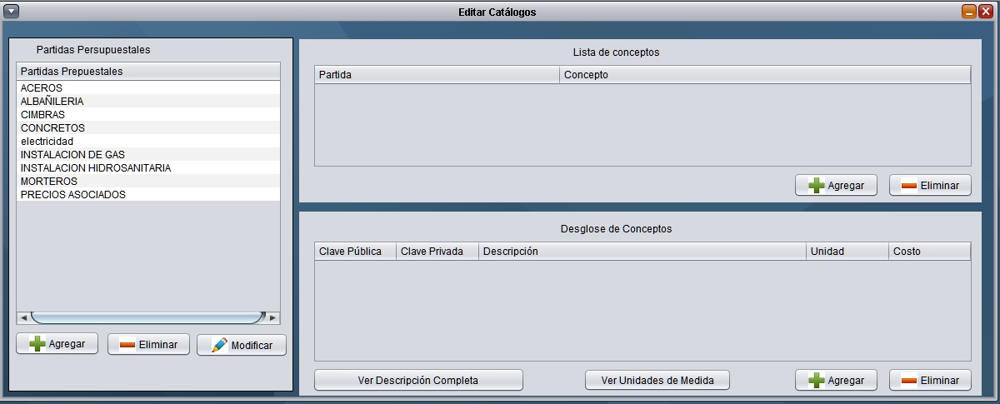 Editar Catálogos
Partidas Persupuestales
Partidas Prepuestales
ACEROS
ALBAÑILERIA
CIMBRAS
CONCRETOS
electricidad
INSTALACION DE GAS
INSTALACION HIDROSANITARIA
MORTEROS
PRECIOS ASOCIADOS
Agregar Eliminar Modificar
Lista de conceptos
Partida Concepto
Agregar Eliminar
Desglose de Conceptos
Clave Pública Clave Privada Descripción Unidad Costo
Ver Descripción Completa Ver Unidades de Medida Agregar Eliminar